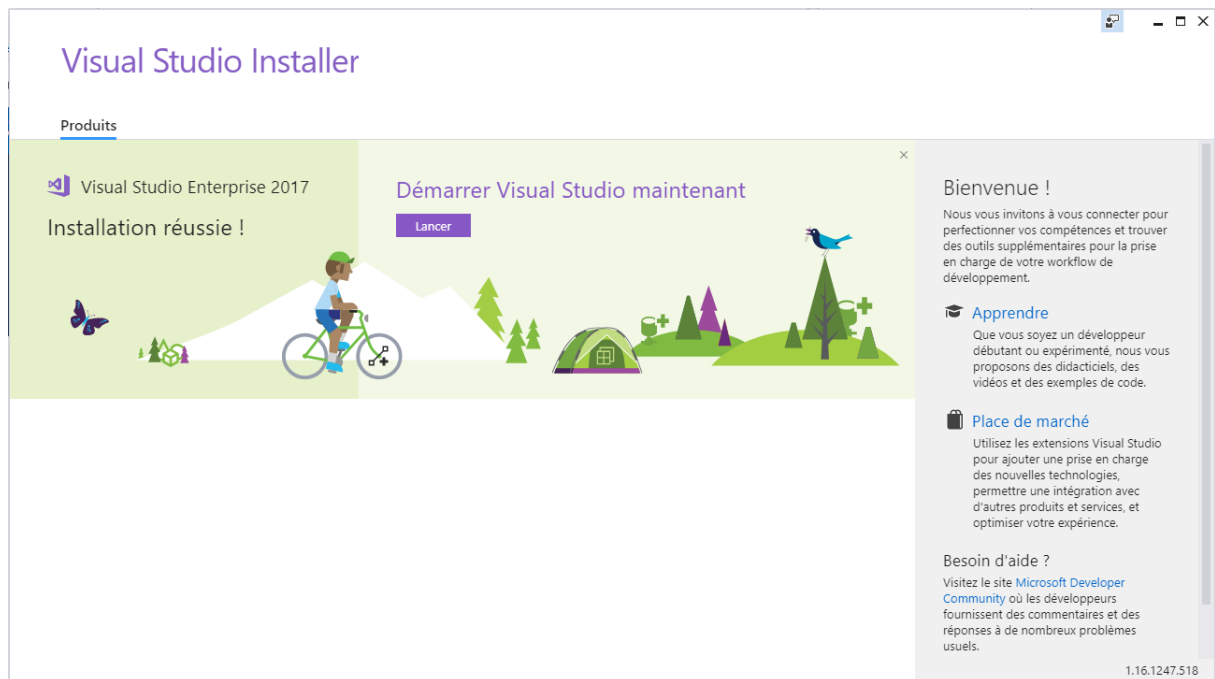 Visual Studio Installer
Produits
Visual Studio Enterprise 2017
Installation réussie !
Démarrer Visual Studio maintenant
Lancer
Bienvenue !
Nous vous invitons à vous connecter pour
perfectionner vos compétences et trouver
des outils supplémentaires pour la prise
en charge de votre workflow de
développement.
Apprendre
Que vous soyez un développeur
débutant ou expérimenté, nous vous
proposons des didacticiels, des
vidéos et des exemples de code.
Place de marché
Utilisez les extensions Visual Studio
pour ajouter une prise en charge
des nouvelles technologies,
permettre une intégration avec
d'autres produits et services, et
optimiser votre expérience.
Besoin d'aide ?
Visitez le site Microsoft Developer
Community où les développeurs
fournissent des commentaires et des
réponses à de nombreux problèmes
usuels.
1.16.1247.518